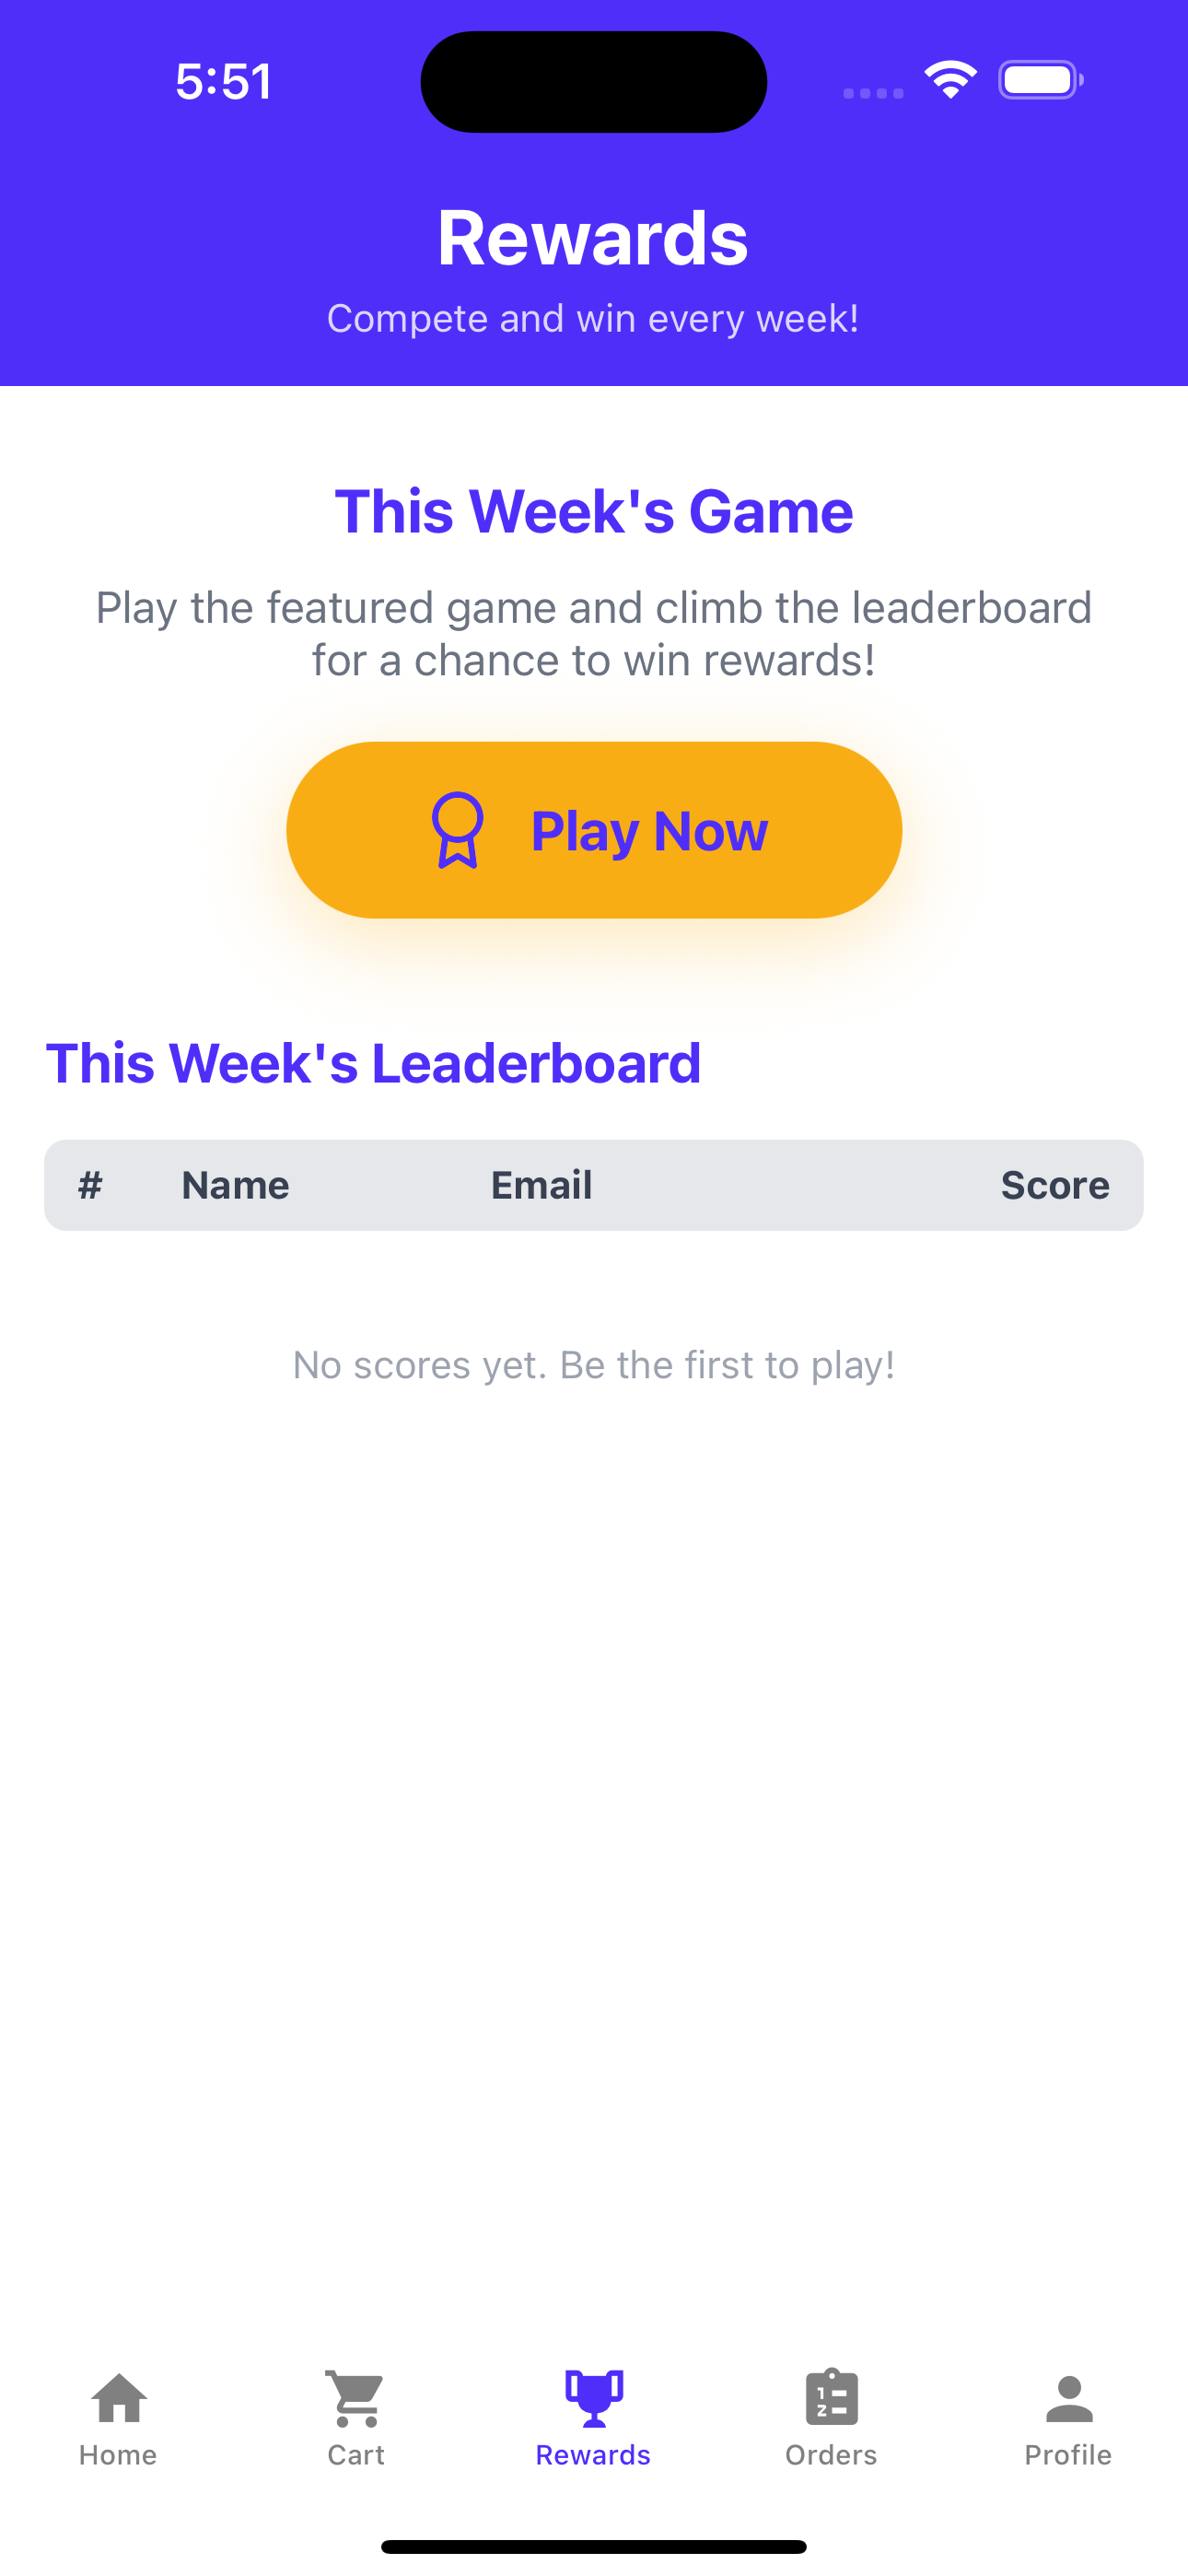 5:51
Rewards
Compete and win every week!
This Week's Game
Play the featured game and climb the leaderboard
for a chance to win rewards!
Play Now
This Week's Leaderboard
# Name Email Score
No scores yet. Be the first to play!
Home Cart Rewards Orders Profile